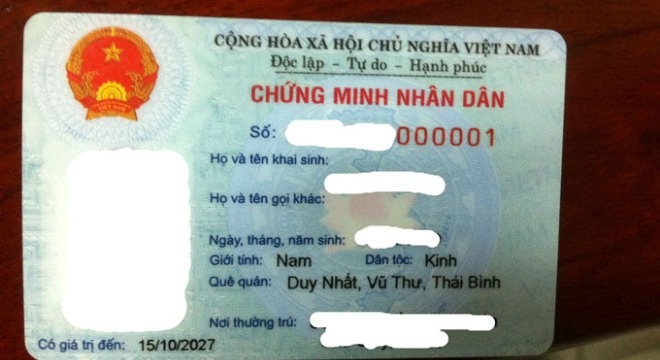 CỘNG HÒA XÃ HỘI CHỦ NGHĨA VIỆT NAM
Độc lập - Tự do - Hạnh phúc
CHỨNG MINH NHÂN DÂN
Số: 000001
Họ và tên khai sinh:
Họ và tên gọi khác:
Ngày, tháng, năm sinh:
Giới tính: Nam Dân tộc: Kinh
Quê quán: Duy Nhất, Vũ Thư, Thái Bình
Nơi thường trú:
Có giá trị đến: 15/10/2027